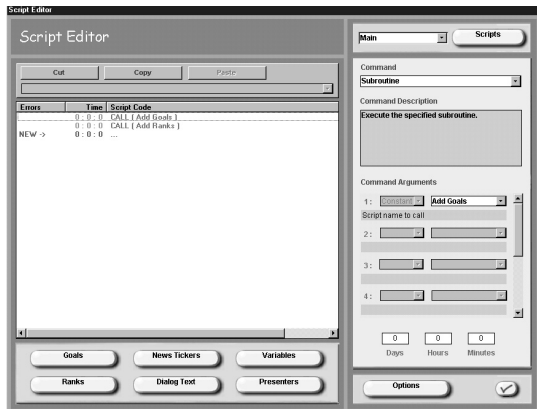 Script Editor
Script Editor
Cut
Copy
Paste
Errors Time Script Code
0 : 0 : 0 CALL ( Add Goals )
0 : 0 : 0 CALL ( Add Ranks )
NEW -> 0 : 0 : 0 ...
Goals
News Tickers
Variables
Ranks
Dialog Text
Presenters
Main
Scripts
Command
Subroutine
Command Description
Execute the specified subroutine.
Command Arguments
1 : Constant Add Goals
Script name to call
2 :
3 :
4 :
0 0 0
Days Hours Minutes
Options